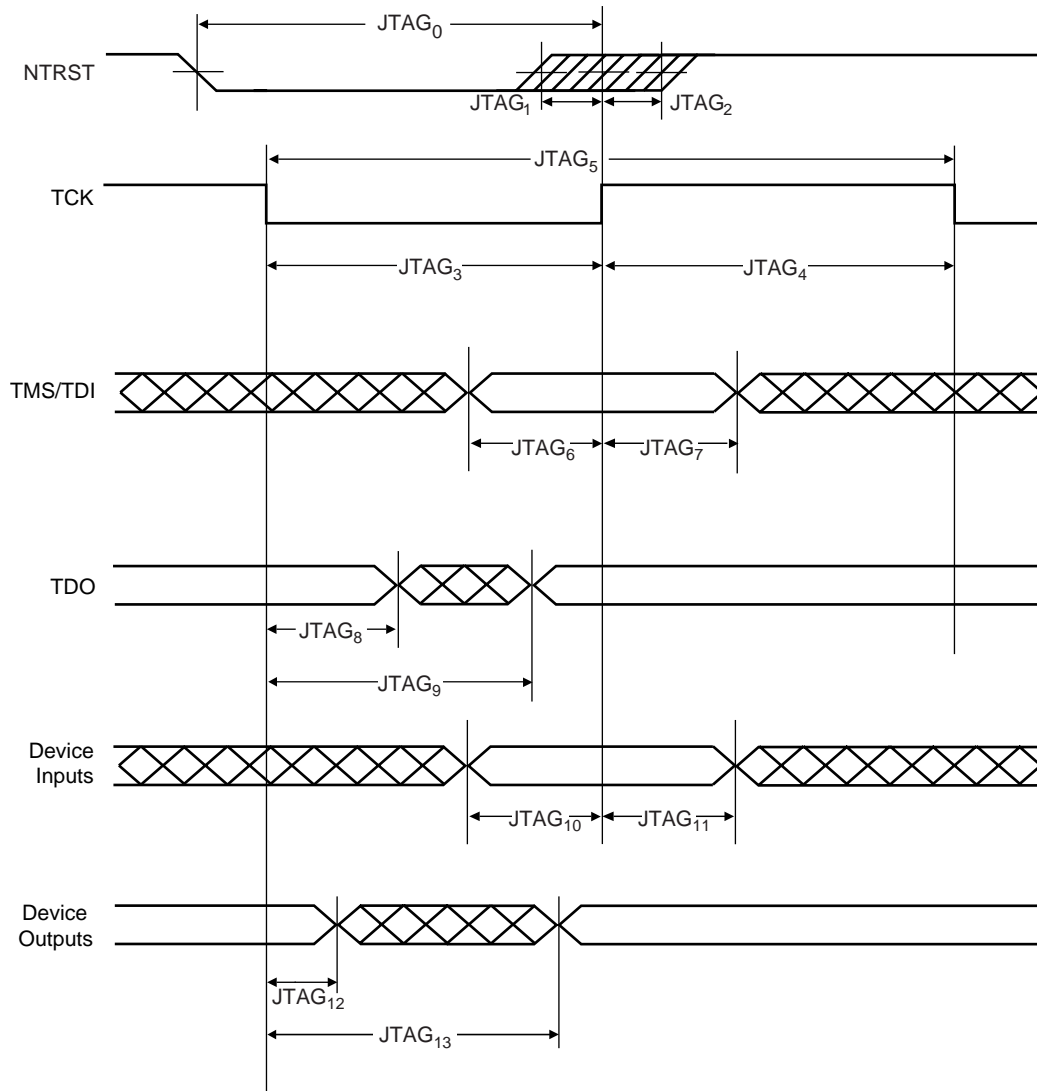 JTAG₀
NTRST
JTAG₁
JTAG₂
JTAG₅
TCK
JTAG₃
JTAG₄
TMS/TDI
JTAG₆
JTAG₇
TDO
JTAG₈
JTAG₉
Device
Inputs
JTAG₁₀
JTAG₁₁
Device
Outputs
JTAG₁₂
JTAG₁₃